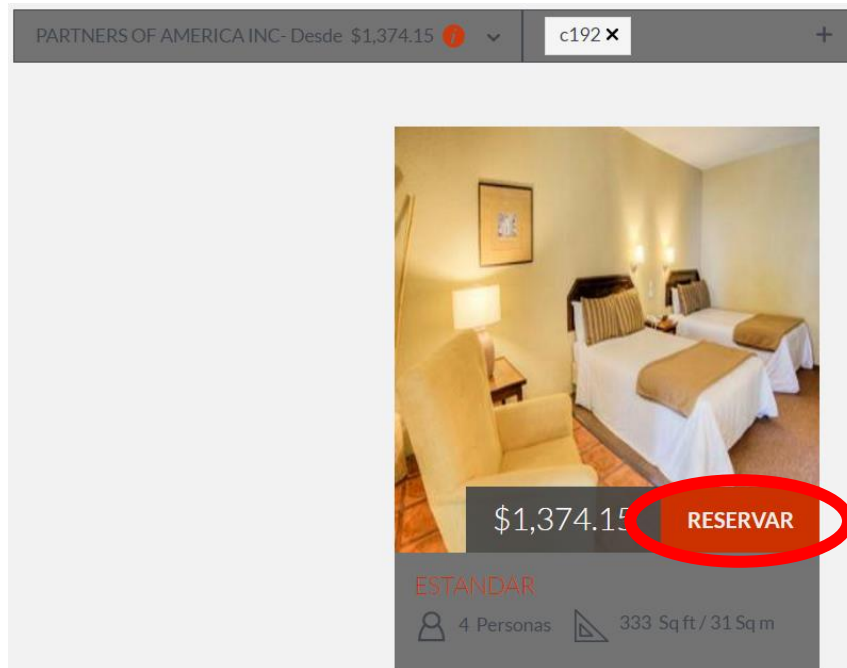 PARTNERS OF AMERICA INC- Desde $1,374.15 i
c192 ×
+
$1,374.15 RESERVAR
ESTANDAR
4 Personas 333 Sq ft / 31 Sq m